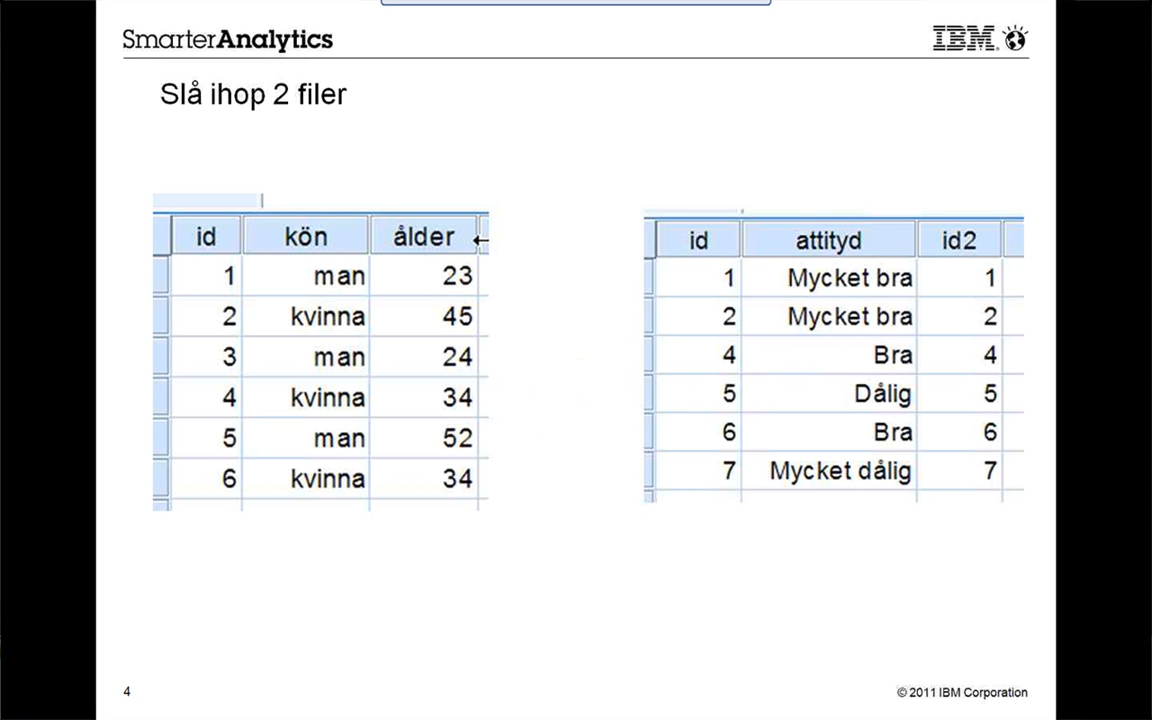 SmarterAnalytics
IBM
Slå ihop 2 filer
id kön ålder
1 man 23
2 kvinna 45
3 man 24
4 kvinna 34
5 man 52
6 kvinna 34
id attityd id2
1 Mycket bra 1
2 Mycket bra 2
4 Bra 4
5 Dålig 5
6 Bra 6
7 Mycket dålig 7
4
© 2011 IBM Corporation